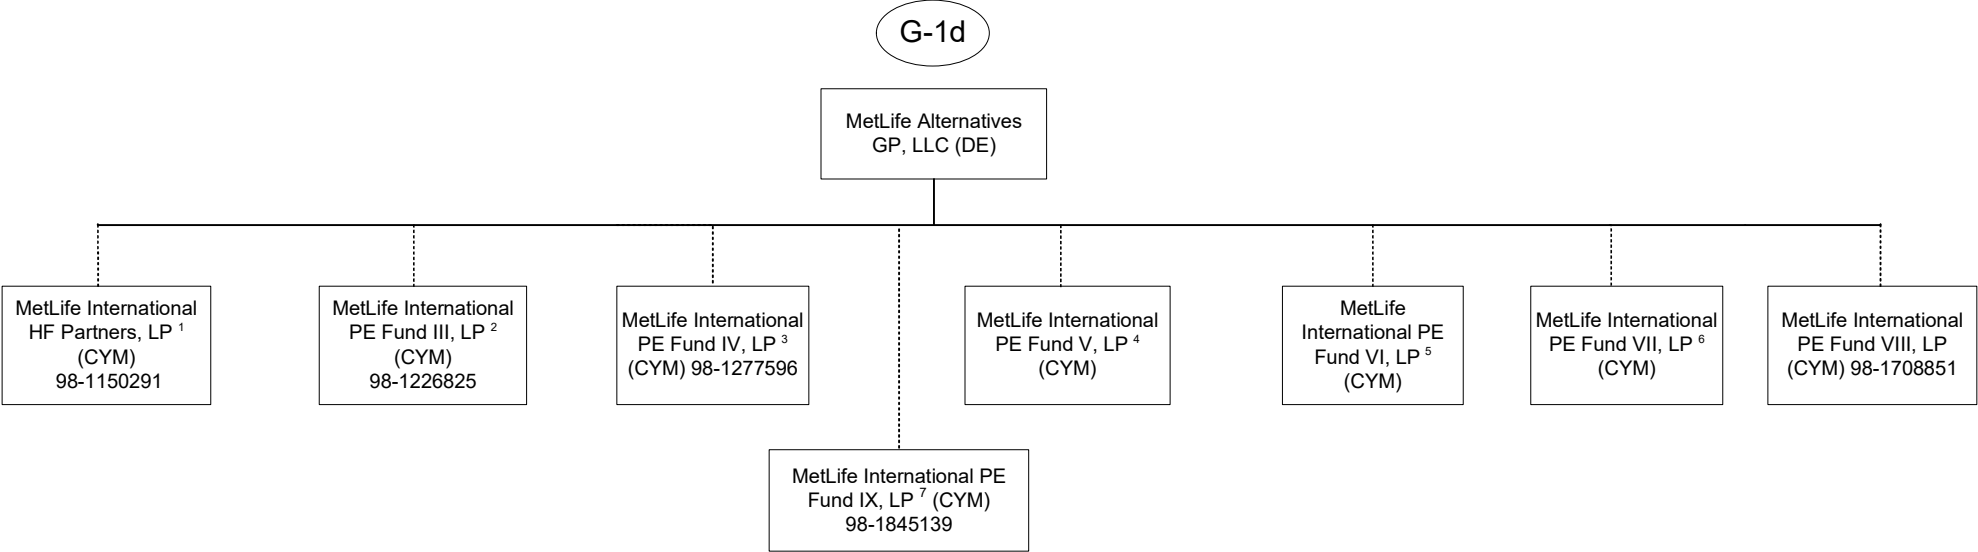 G-1d
MetLife Alternatives
GP, LLC (DE)
MetLife International
HF Partners, LP 1
(CYM)
98-1150291
MetLife International
PE Fund III, LP 2
(CYM)
98-1226825
MetLife International
PE Fund IV, LP 3
(CYM) 98-1277596
MetLife International
PE Fund V, LP 4
(CYM)
MetLife
International PE
Fund VI, LP 5
(CYM)
MetLife International
PE Fund VII, LP 6
(CYM)
MetLife International
PE Fund VIII, LP
(CYM) 98-1708851
MetLife International PE
Fund IX, LP 7 (CYM)
98-1845139